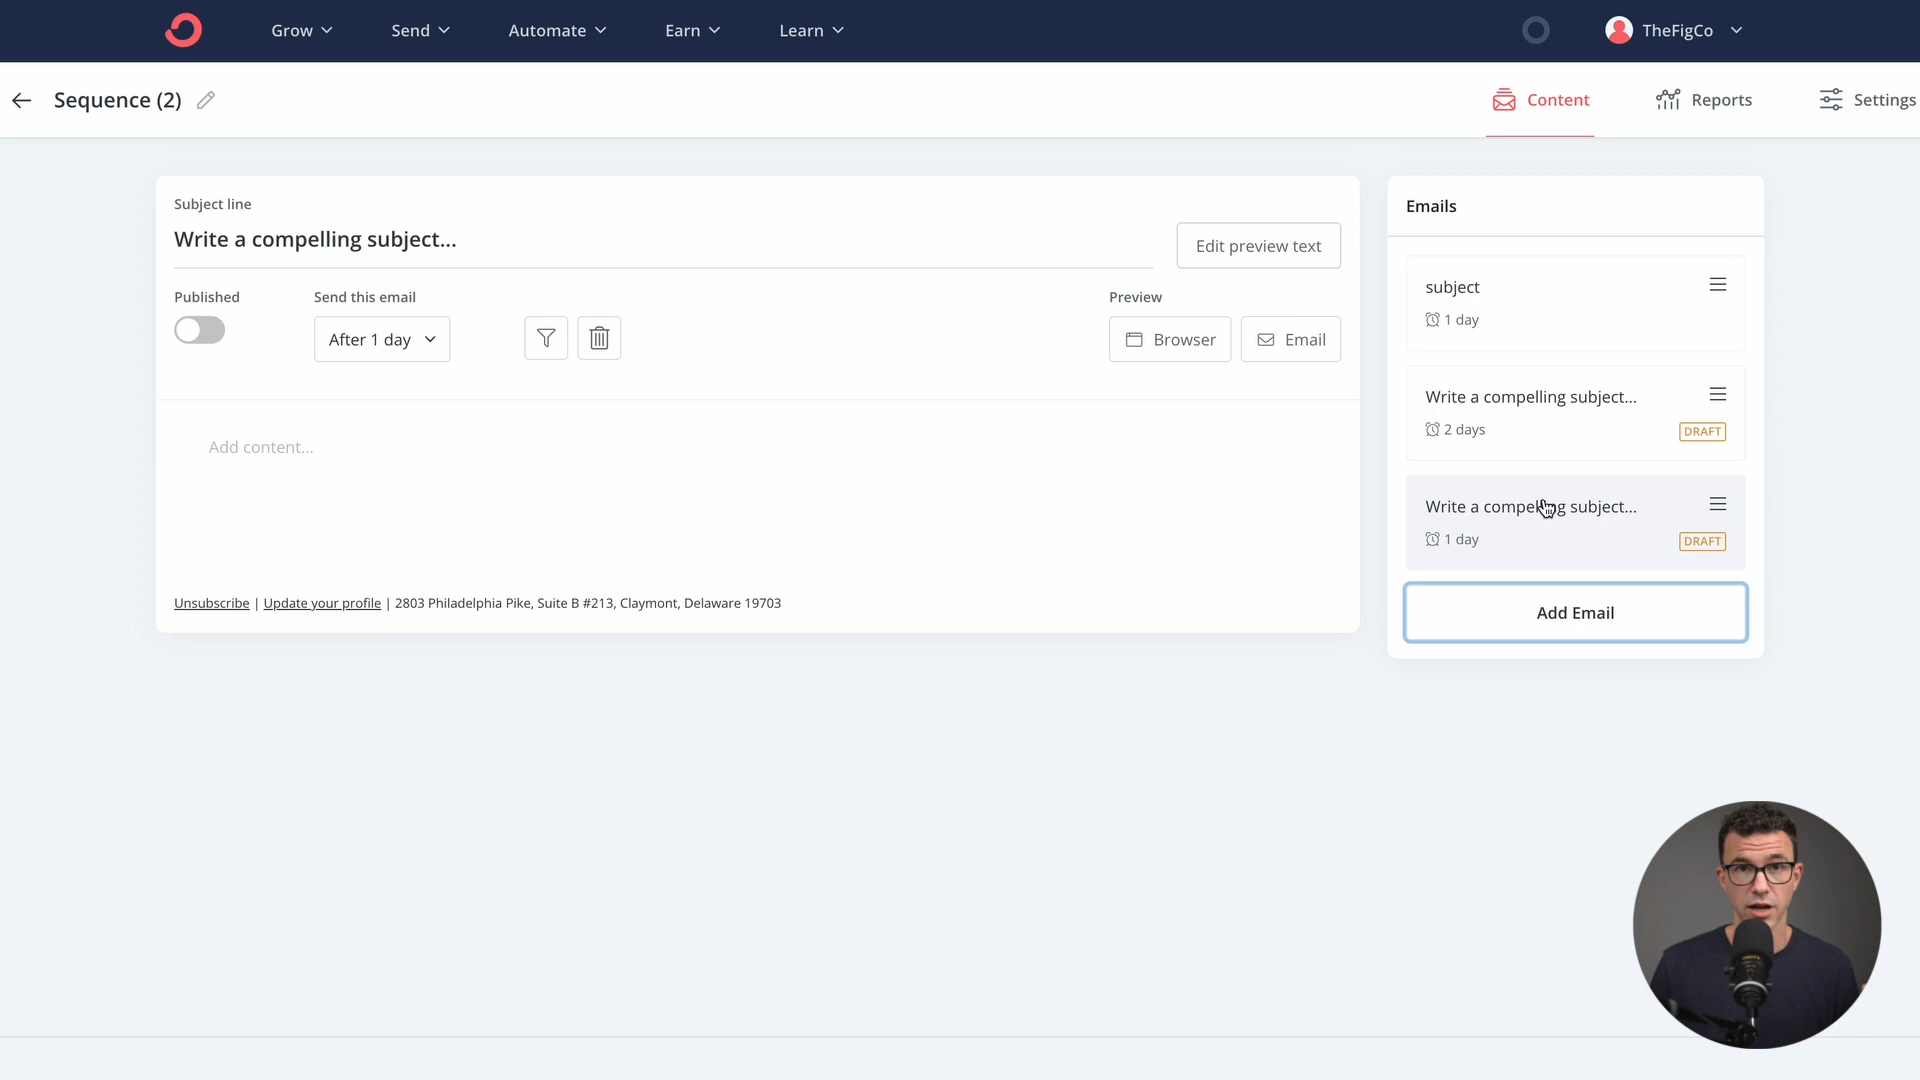 Grow Send Automate Earn Learn TheFigCo
Sequence (2) Content Reports Settings
Subject line
Write a compelling subject...
Edit preview text
Published Send this email Preview
After 1 day Browser Email
Add content...
Unsubscribe | Update your profile | 2803 Philadelphia Pike, Suite B #213, Claymont, Delaware 19703
Emails
subject
1 day
Write a compelling subject...
2 days DRAFT
Write a compelling subject...
1 day DRAFT
Add Email